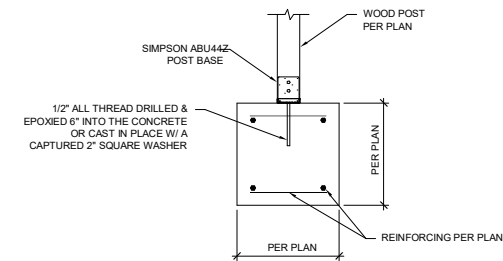 WOOD POST
PER PLAN
SIMPSON ABU44Z
POST BASE
1/2" ALL THREAD DRILLED &
EPOXIED 6" INTO THE CONCRETE
OR CAST IN PLACE W/ A
CAPTURED 2" SQUARE WASHER
PER PLAN
REINFORCING PER PLAN
PER PLAN